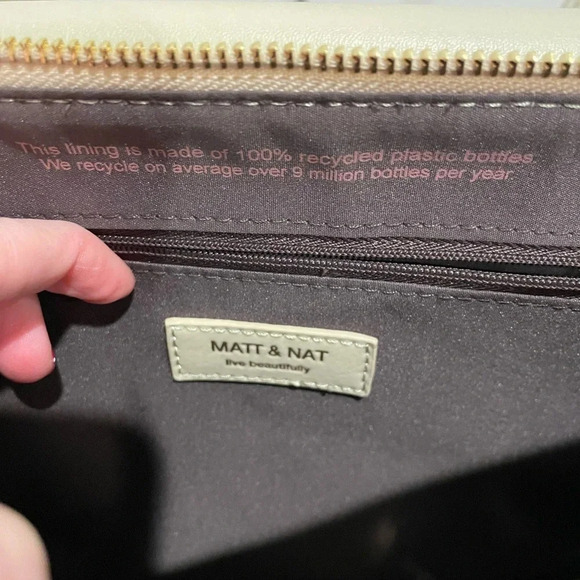 This lining is made of 100% recycled plastic bottles.
We recycle on average over 9 million bottles per year.
MATT & NAT
live beautifully